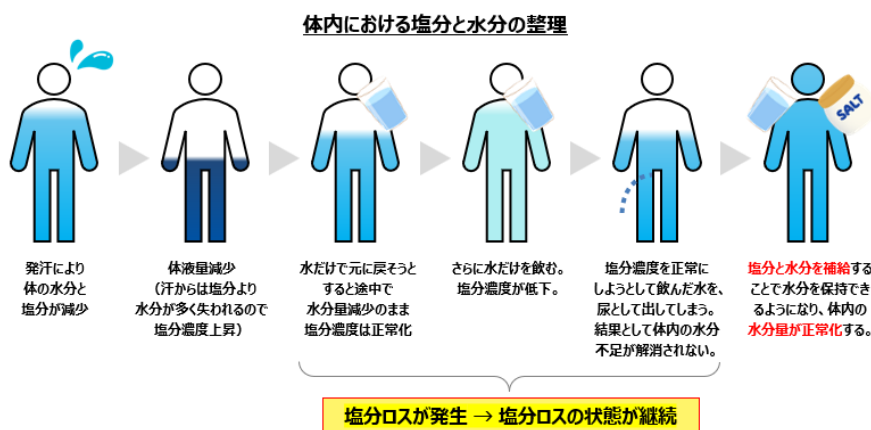 体内における塩分と水分の整理
SALT
発汗により
体の水分と
塩分が減少
体液量減少
（汗からは塩分より
水分が多く失われるので
塩分濃度上昇）
水だけで元に戻そうと
すると途中で
水分量減少のまま
塩分濃度は正常化
さらに水だけを飲む。
塩分濃度が低下。
塩分濃度を正常に
しようとして飲んだ水を、
尿として出してしまう。
結果として体内の水分
不足が解消されない。
塩分と水分を補給する
ことで水分を保持でき
るようになり、体内の
水分量が正常化する。
塩分ロスが発生 → 塩分ロスの状態が継続